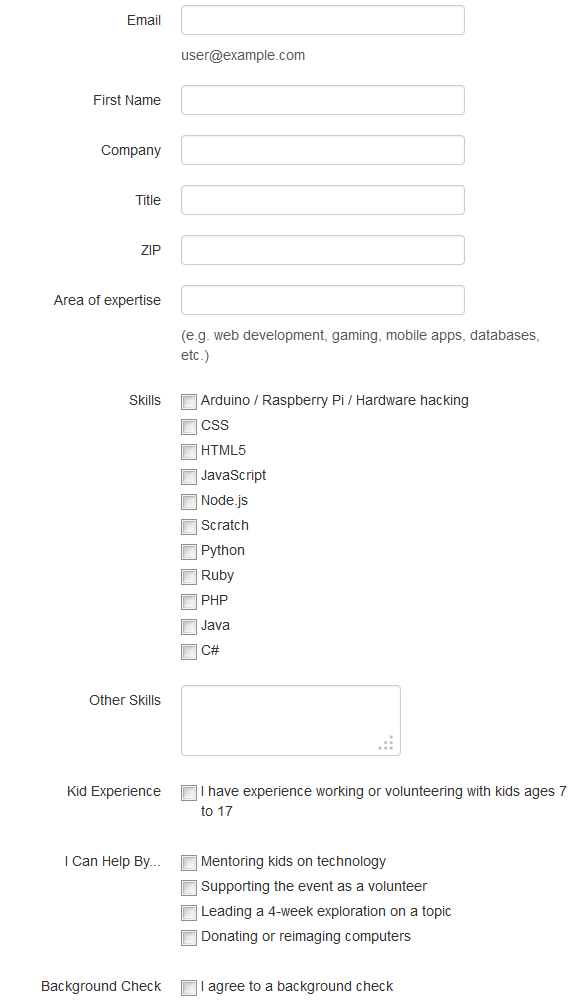 Email
user@example.com
First Name
Company
Title
ZIP
Area of expertise
(e.g. web development, gaming, mobile apps, databases,
etc.)
Skills
Arduino / Raspberry Pi / Hardware hacking
CSS
HTML5
JavaScript
Node.js
Scratch
Python
Ruby
PHP
Java
C#
Other Skills
Kid Experience
I have experience working or volunteering with kids ages 7
to 17
I Can Help By...
Mentoring kids on technology
Supporting the event as a volunteer
Leading a 4-week exploration on a topic
Donating or reimaging computers
Background Check
I agree to a background check